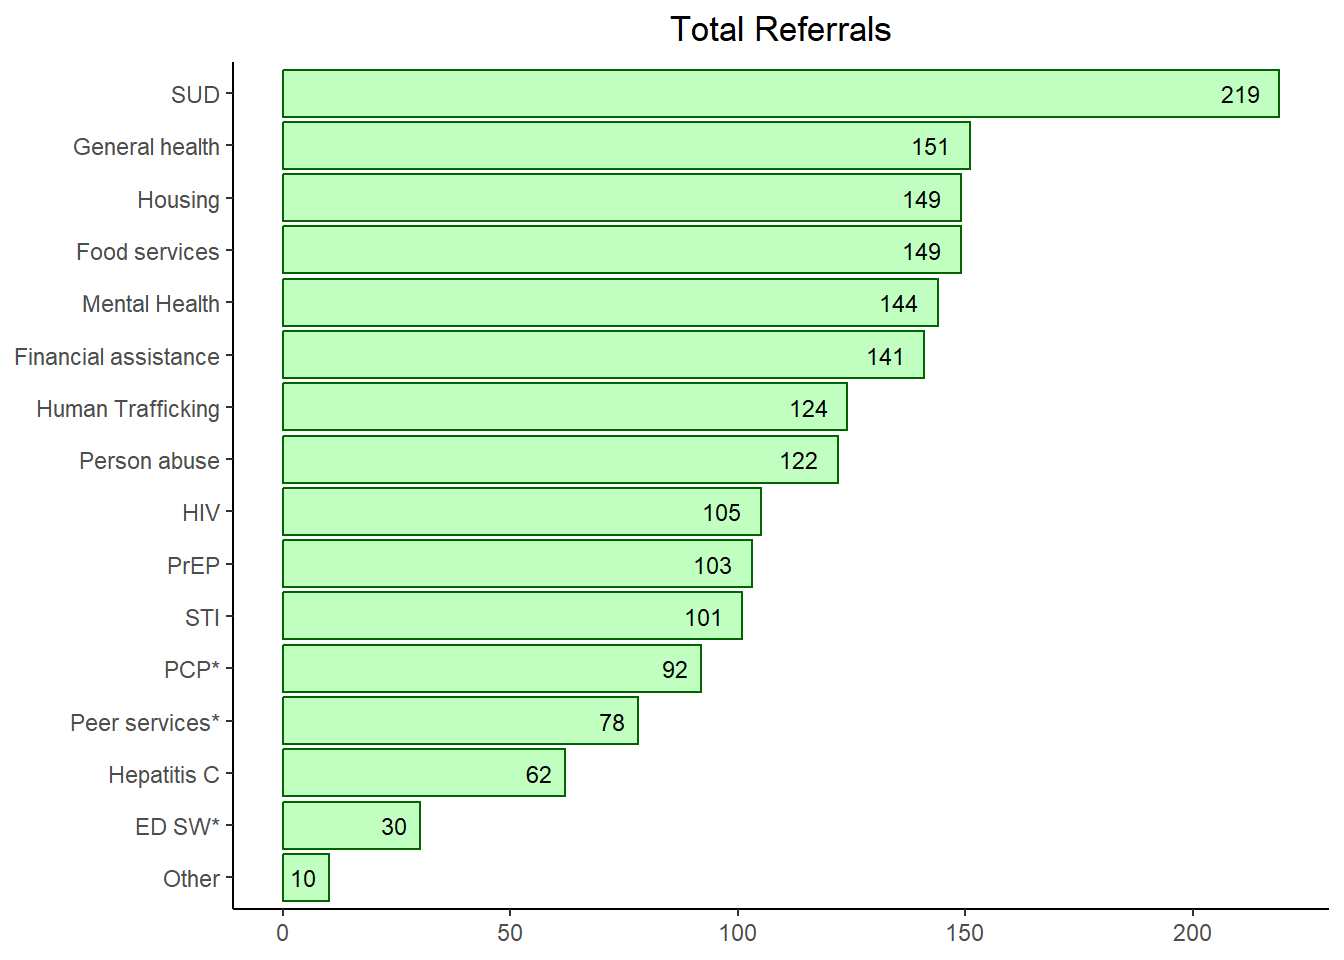 Total Referrals
SUD 219
General health 151
Housing 149
Food services 149
Mental Health 144
Financial assistance 141
Human Trafficking 124
Person abuse 122
HIV 105
PrEP 103
STI 101
PCP* 92
Peer services* 78
Hepatitis C 62
ED SW* 30
Other 10
0 50 100 150 200